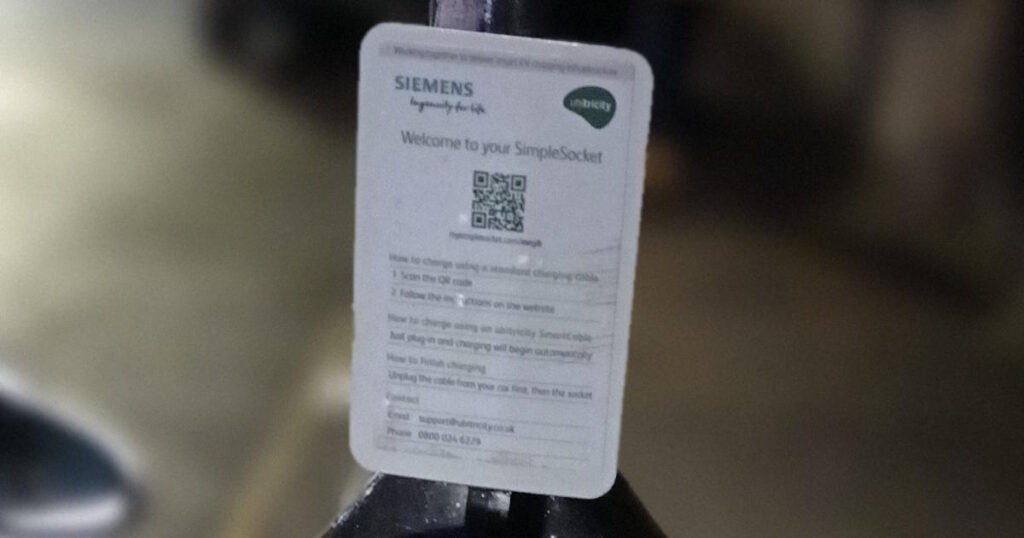 SIEMENS
Ingenuity for life
ubitricity
Welcome to your SimpleSocket
How to charge using a standard charging cable
1 Scan the QR code
2 Follow the instructions on the website
How to charge using an ubitricity SmartCable
Just plug-in and charging will begin automatically
How to finish charging
Unplug the cable from your car first, then the socket
Contact
Email support@ubitricity.co.uk
Phone 0800 024 6279